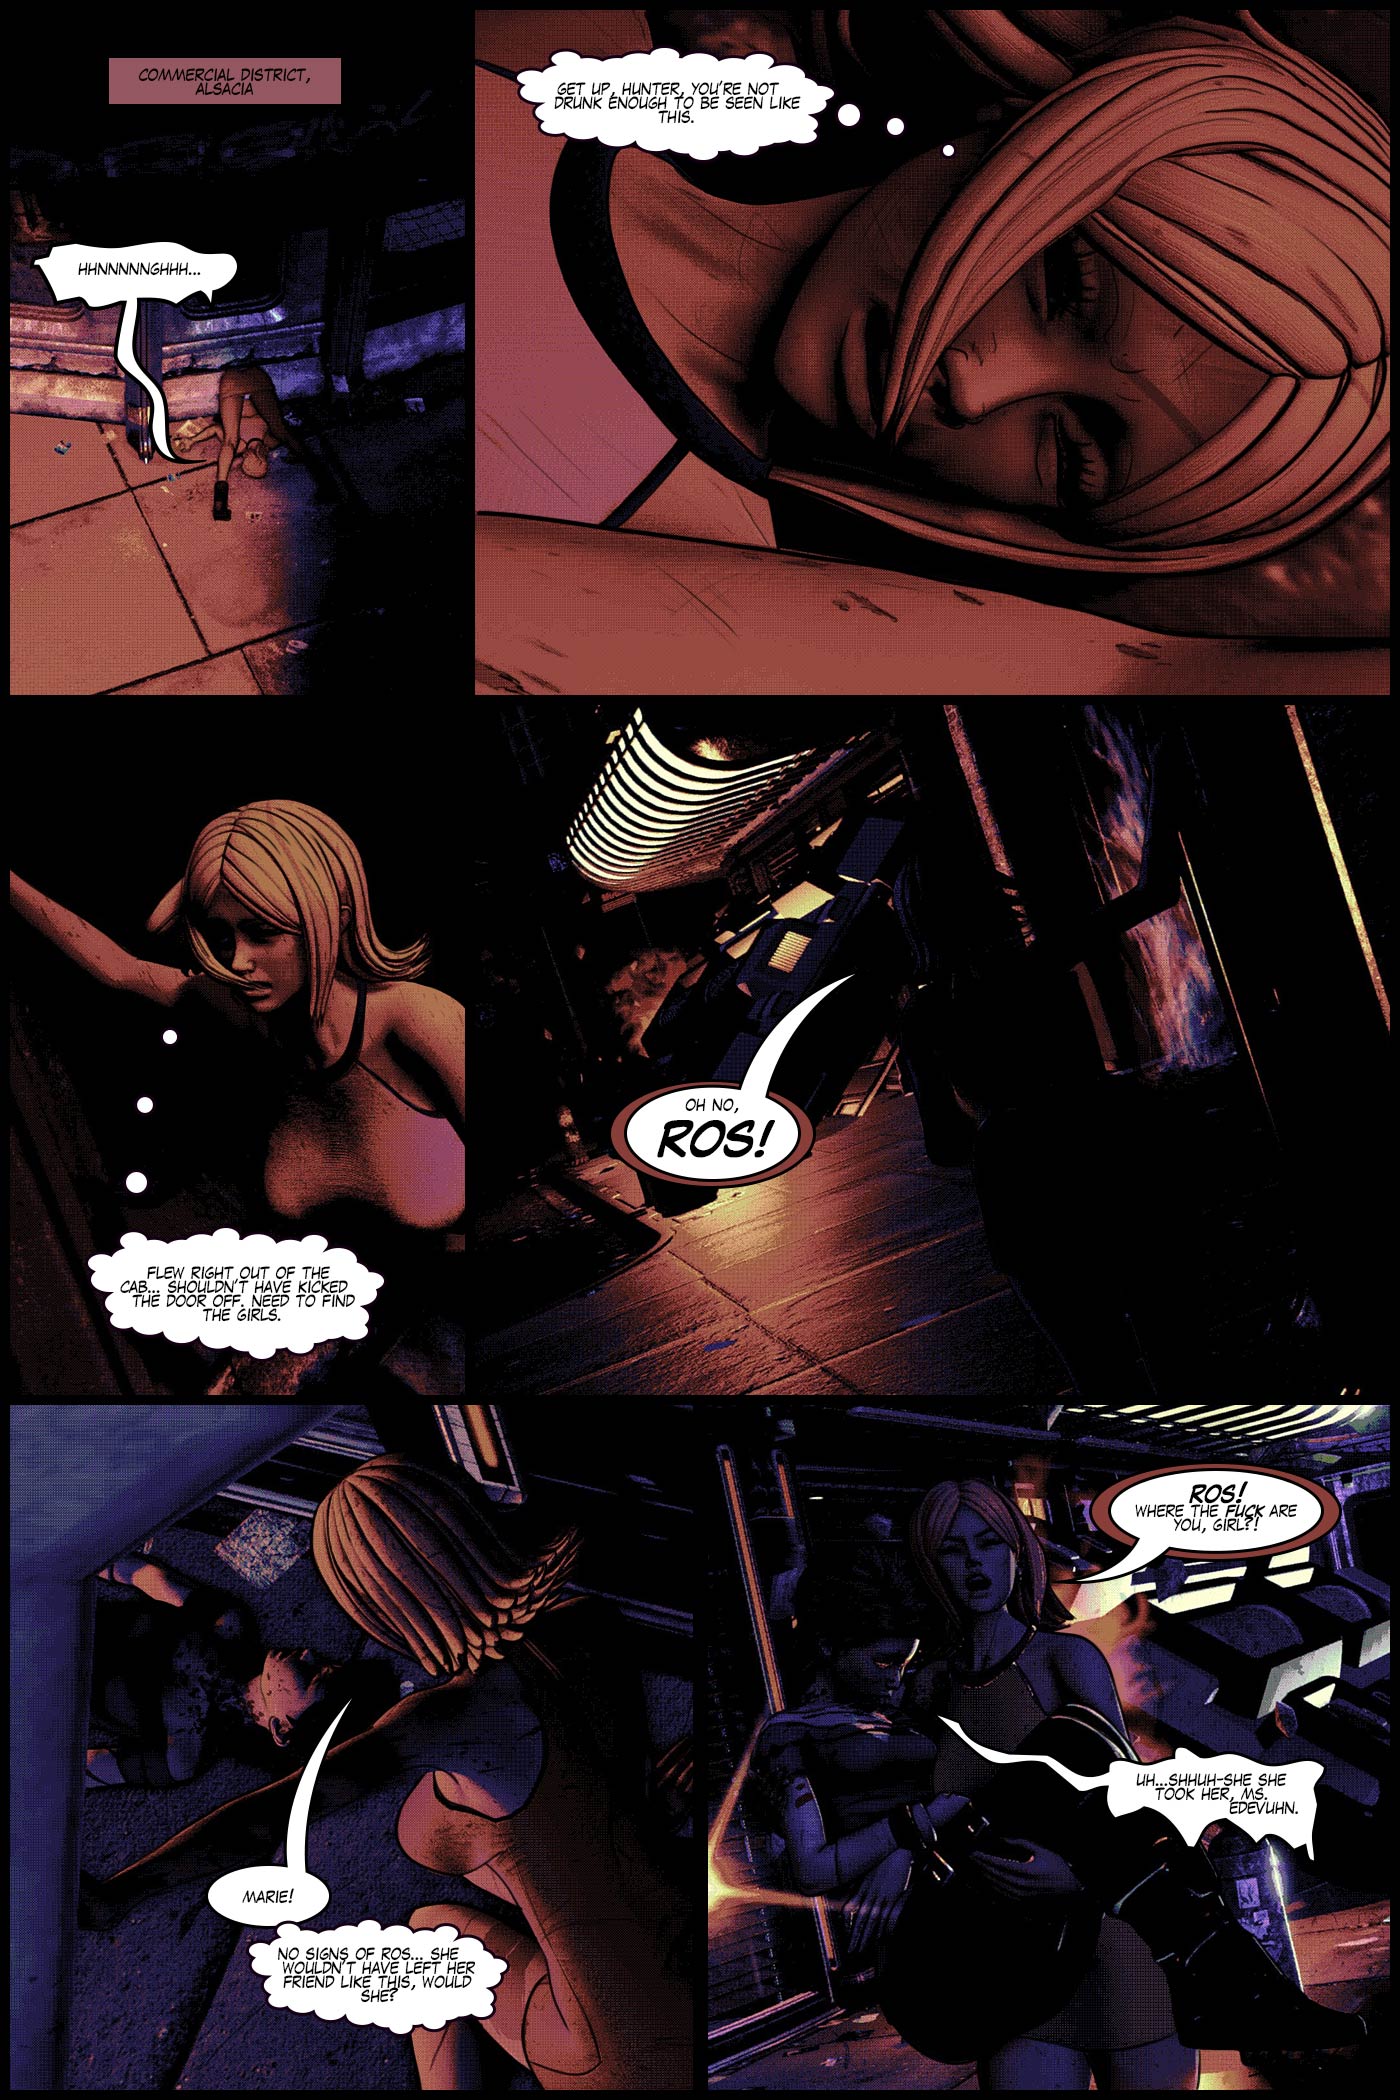 COMMERCIAL DISTRICT,
ALSACIA
HHNNNNNGHHH...
GET UP, HUNTER, YOU'RE NOT
DRUNK ENOUGH TO BE SEEN LIKE
THIS.
FLEW RIGHT OUT OF THE
CAB... SHOULDN'T HAVE KICKED
THE DOOR OFF. NEED TO FIND
THE GIRLS.
OH NO,
ROS!
MARIE!
NO SIGNS OF ROS... SHE
WOULDN'T HAVE LEFT HER
FRIEND LIKE THIS, WOULD
SHE?
ROS!
WHERE THE FUCK ARE
YOU, GIRL?!
UH...SHHUH-SHE SHE
TOOK HER, MS.
EDEVUHN.